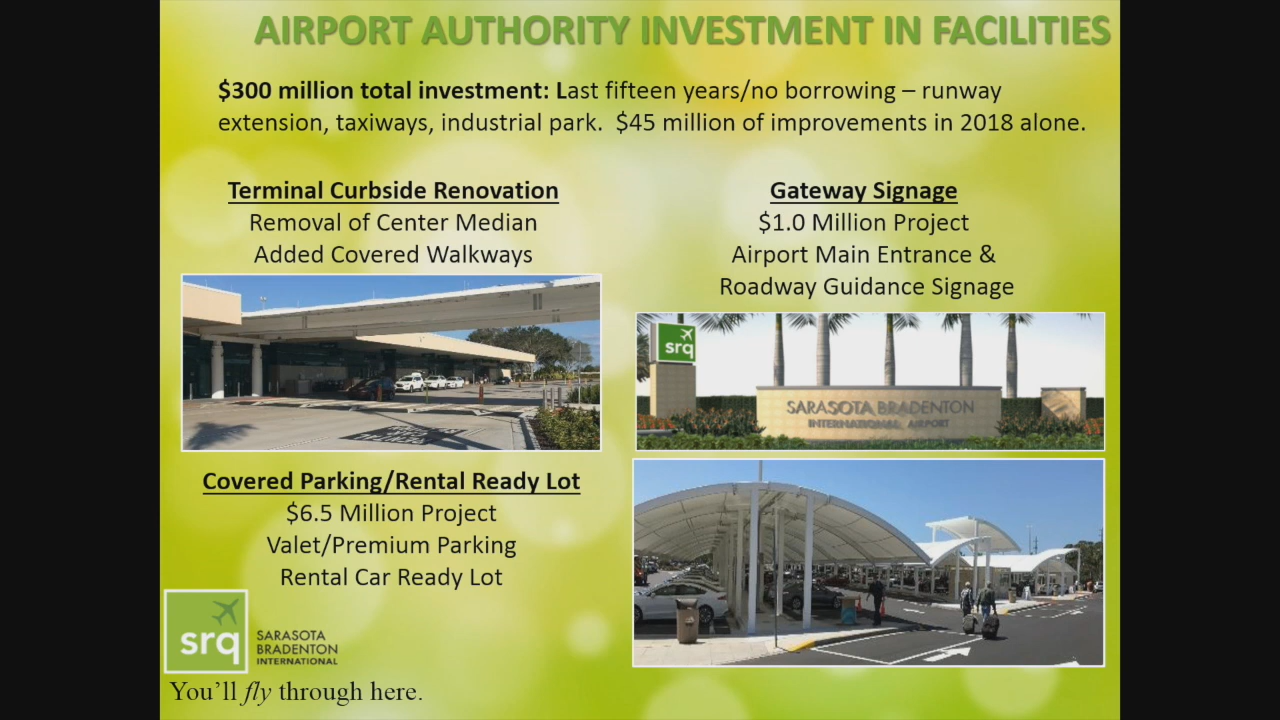 AIRPORT AUTHORITY INVESTMENT IN FACILITIES
$300 million total investment: Last fifteen years/no borrowing – runway
extension, taxiways, industrial park. $45 million of improvements in 2018 alone.
Terminal Curbside Renovation
Removal of Center Median
Added Covered Walkways
Gateway Signage
$1.0 Million Project
Airport Main Entrance &
Roadway Guidance Signage
srq
SARASOTA BRADENTON
INTERNATIONAL AIRPORT
Covered Parking/Rental Ready Lot
$6.5 Million Project
Valet/Premium Parking
Rental Car Ready Lot
srq
SARASOTA
BRADENTON
INTERNATIONAL
You'll fly through here.